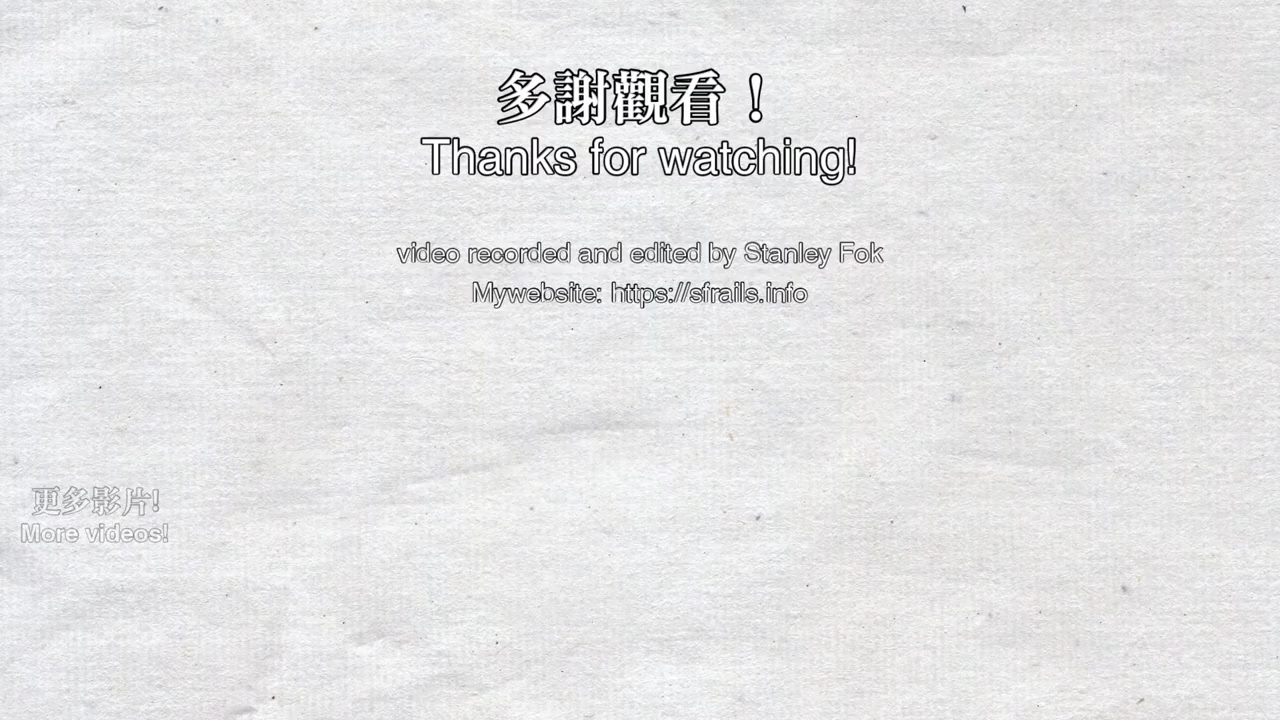 多謝觀看！
Thanks for watching!
video recorded and edited by Stanley Fok
Mywebsite: https://sfrails.info
更多影片!
More videos!